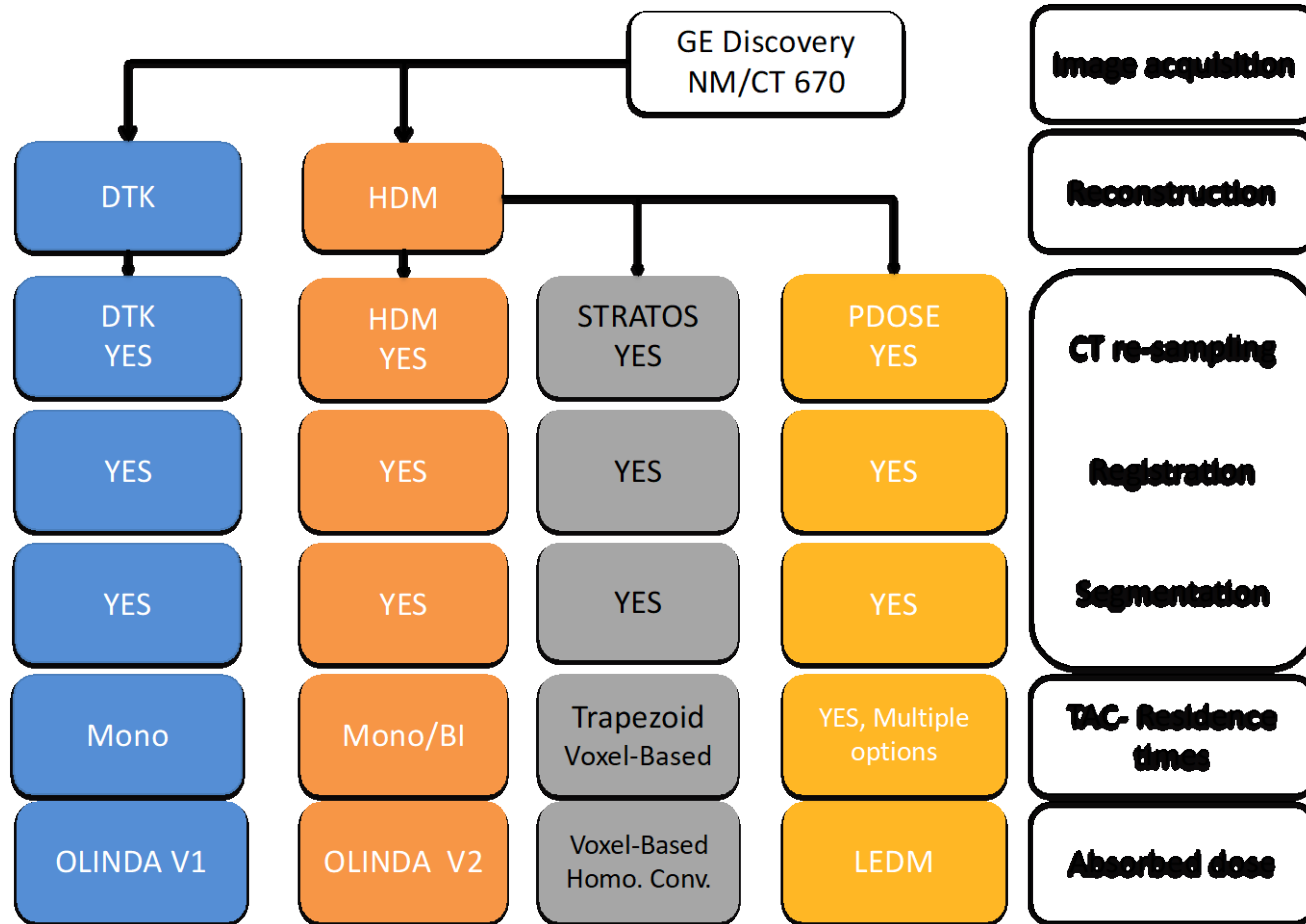 GE Discovery
NM/CT 670
Image acquisition
DTK
HDM
Reconstruction
DTK
YES
HDM
YES
STRATOS
YES
PDOSE
YES
CT re-sampling
YES
YES
YES
YES
Registration
YES
YES
YES
YES
Segmentation
Mono
Mono/BI
Trapezoid
Voxel-Based
YES, Multiple
options
TAC- Residence
times
OLINDA V1
OLINDA V2
Voxel-Based
Homo. Conv.
LEDM
Absorbed dose